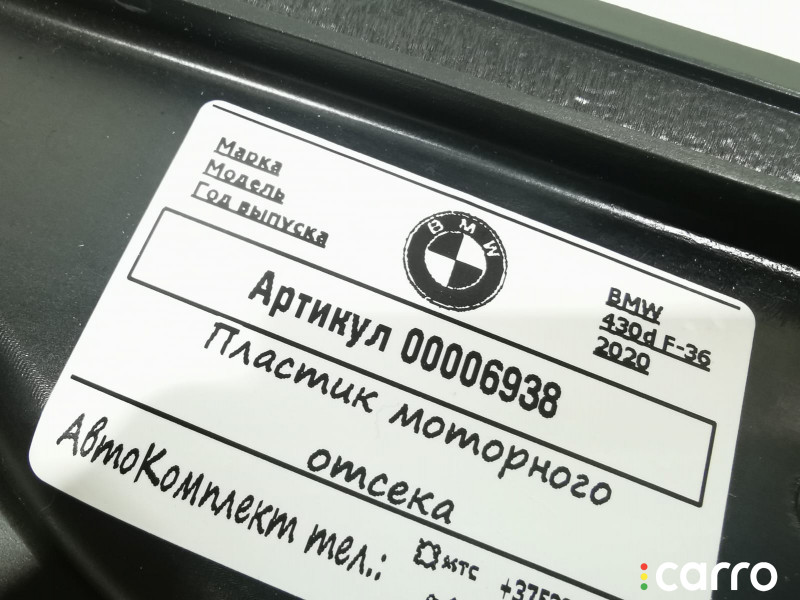 Марка
Модель
Год выпуска
BMW
BMW
430d F-36
2020
Артикул 00006938
Пластик моторного
отсека
АвтоКомплект тел.:
мтс
carro